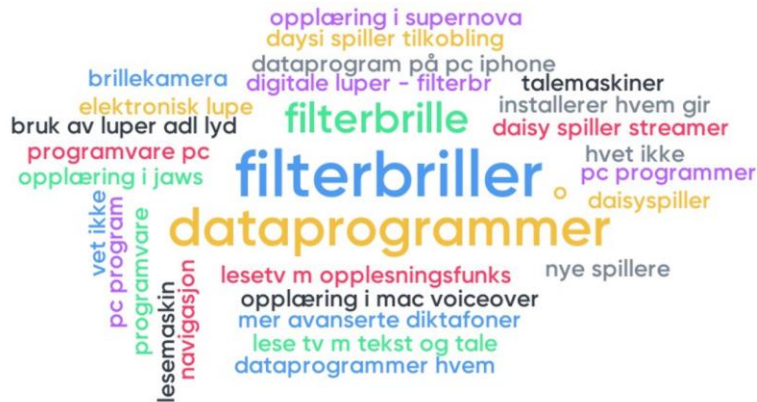 opplæring i supernova
daysi spiller tilkobling
dataprogram på pc iphone
brillekamera
digitale luper - filterbr
talemaskiner
elektronisk lupe
filterbrille
installerer hvem gir
bruk av luper adl lyd
daisy spiller streamer
programvare pc
filterbriller
hvet ikke
opplæring i jaws
pc programmer
o
daisyspiller
dataprogrammer
vet ikke
pc program
programvare
lesemaskin
navigasjon
lesetv m opplesningsfunks
nye spillere
opplæring i mac voiceover
mer avanserte diktafoner
lese tv m tekst og tale
dataprogrammer hvem